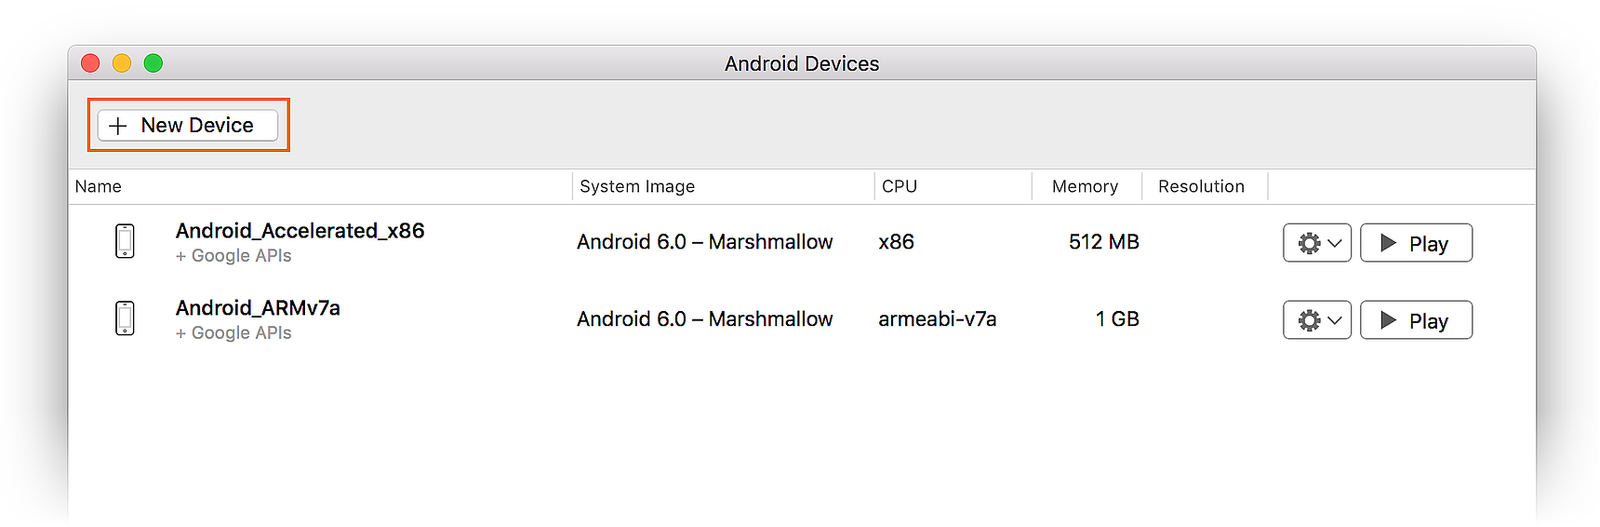 Android Devices
+ New Device
Name System Image CPU Memory Resolution
Android_Accelerated_x86
+ Google APIs
Android 6.0 – Marshmallow x86 512 MB Play
Android_ARMv7a
+ Google APIs
Android 6.0 – Marshmallow armeabi-v7a 1 GB Play